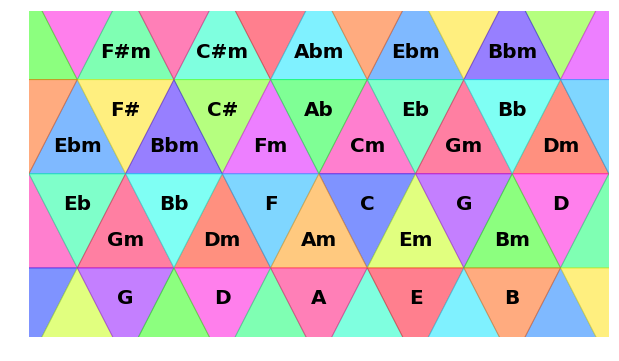 F#m C#m Abm Ebm Bbm
F# C# Ab Eb Bb
Ebm Bbm Fm Cm Gm Dm
Eb Bb F C G D
Gm Dm Am Em Bm
G D A E B